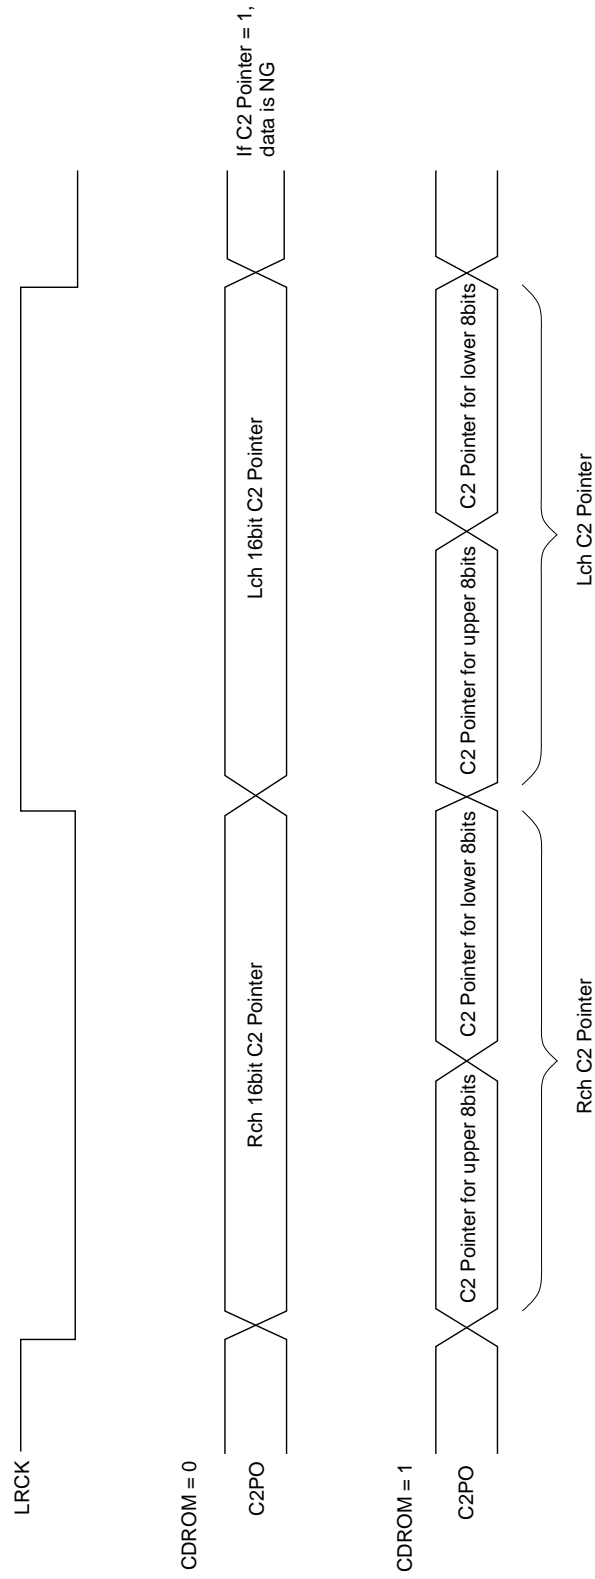 LRCK
CDROM = 0
C2PO
Rch 16bit C2 Pointer
Lch 16bit C2 Pointer
If C2 Pointer = 1,
data is NG
CDROM = 1
C2PO
C2 Pointer for upper 8bits
C2 Pointer for lower 8bits
C2 Pointer for upper 8bits
C2 Pointer for lower 8bits
Rch C2 Pointer
Lch C2 Pointer